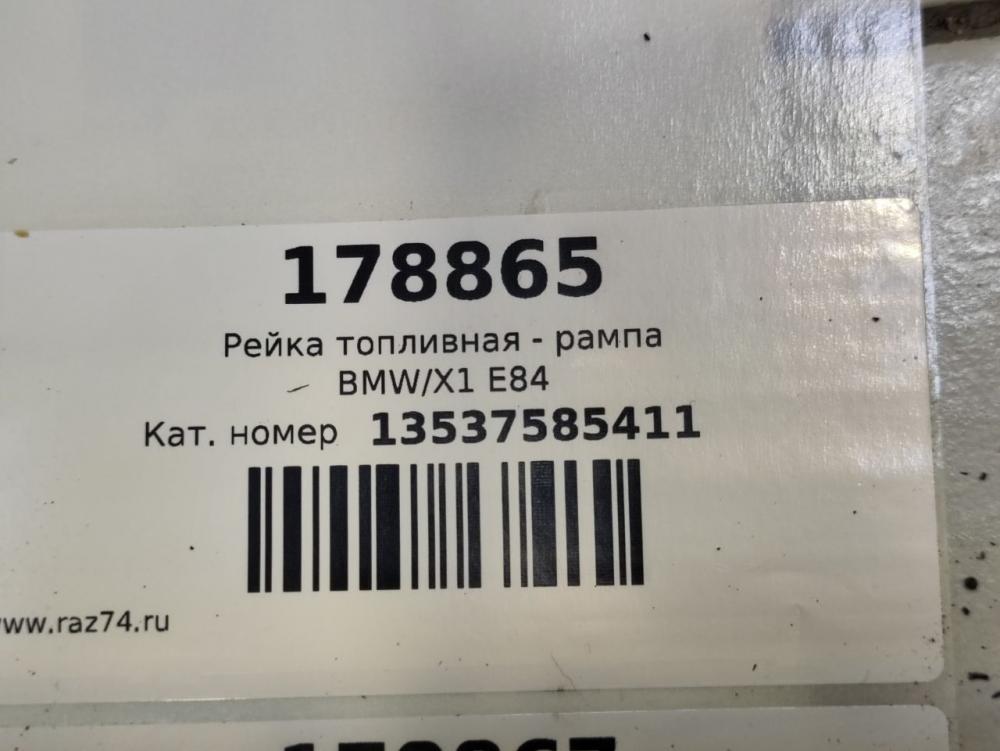 178865
Рейка топливная - рампа
BMW/X1 E84
Кат. номер 13537585411
www.raz74.ru